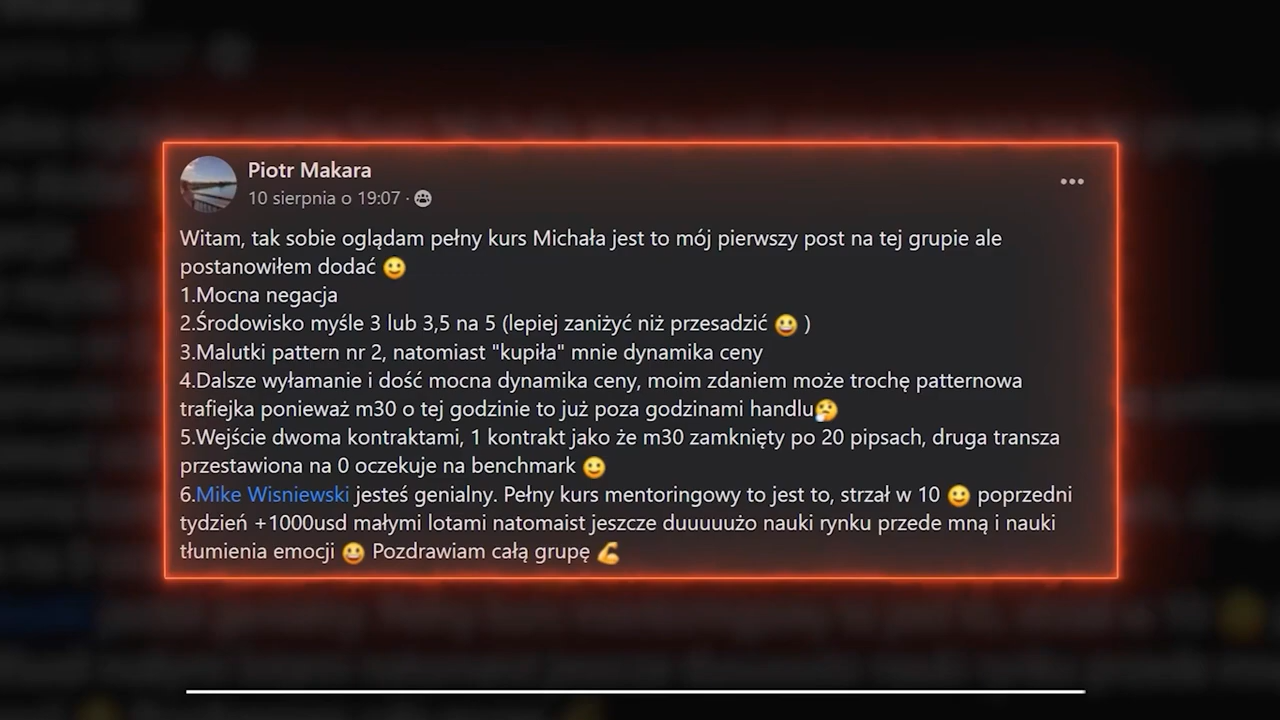 Piotr Makara
10 sierpnia o 19:07 ·
Witam, tak sobie oglądam pełny kurs Michała jest to mój pierwszy post na tej grupie ale
postanowiłem dodać 😀
1.Mocna negacja
2.Środowisko myśle 3 lub 3,5 na 5 (lepiej zaniżyć niż przesadzić 😀 )
3.Malutki pattern nr 2, natomiast "kupiła" mnie dynamika ceny
4.Dalsze wyłamanie i dość mocna dynamika ceny, moim zdaniem może trochę patternowa
trafiejka ponieważ m30 o tej godzinie to już poza godzinami handlu🤔
5.Wejście dwoma kontraktami, 1 kontrakt jako że m30 zamknięty po 20 pipsach, druga transza
przestawiona na 0 oczekuje na benchmark 🙂
6.Mike Wisniewski jesteś genialny. Pełny kurs mentoringowy to jest to, strzał w 10 🙂 poprzedni
tydzień +1000usd małymi lotami natomaist jeszcze duuuuużo nauki rynku przede mną i nauki
tłumienia emocji 😀 Pozdrawiam całą grupę 💪